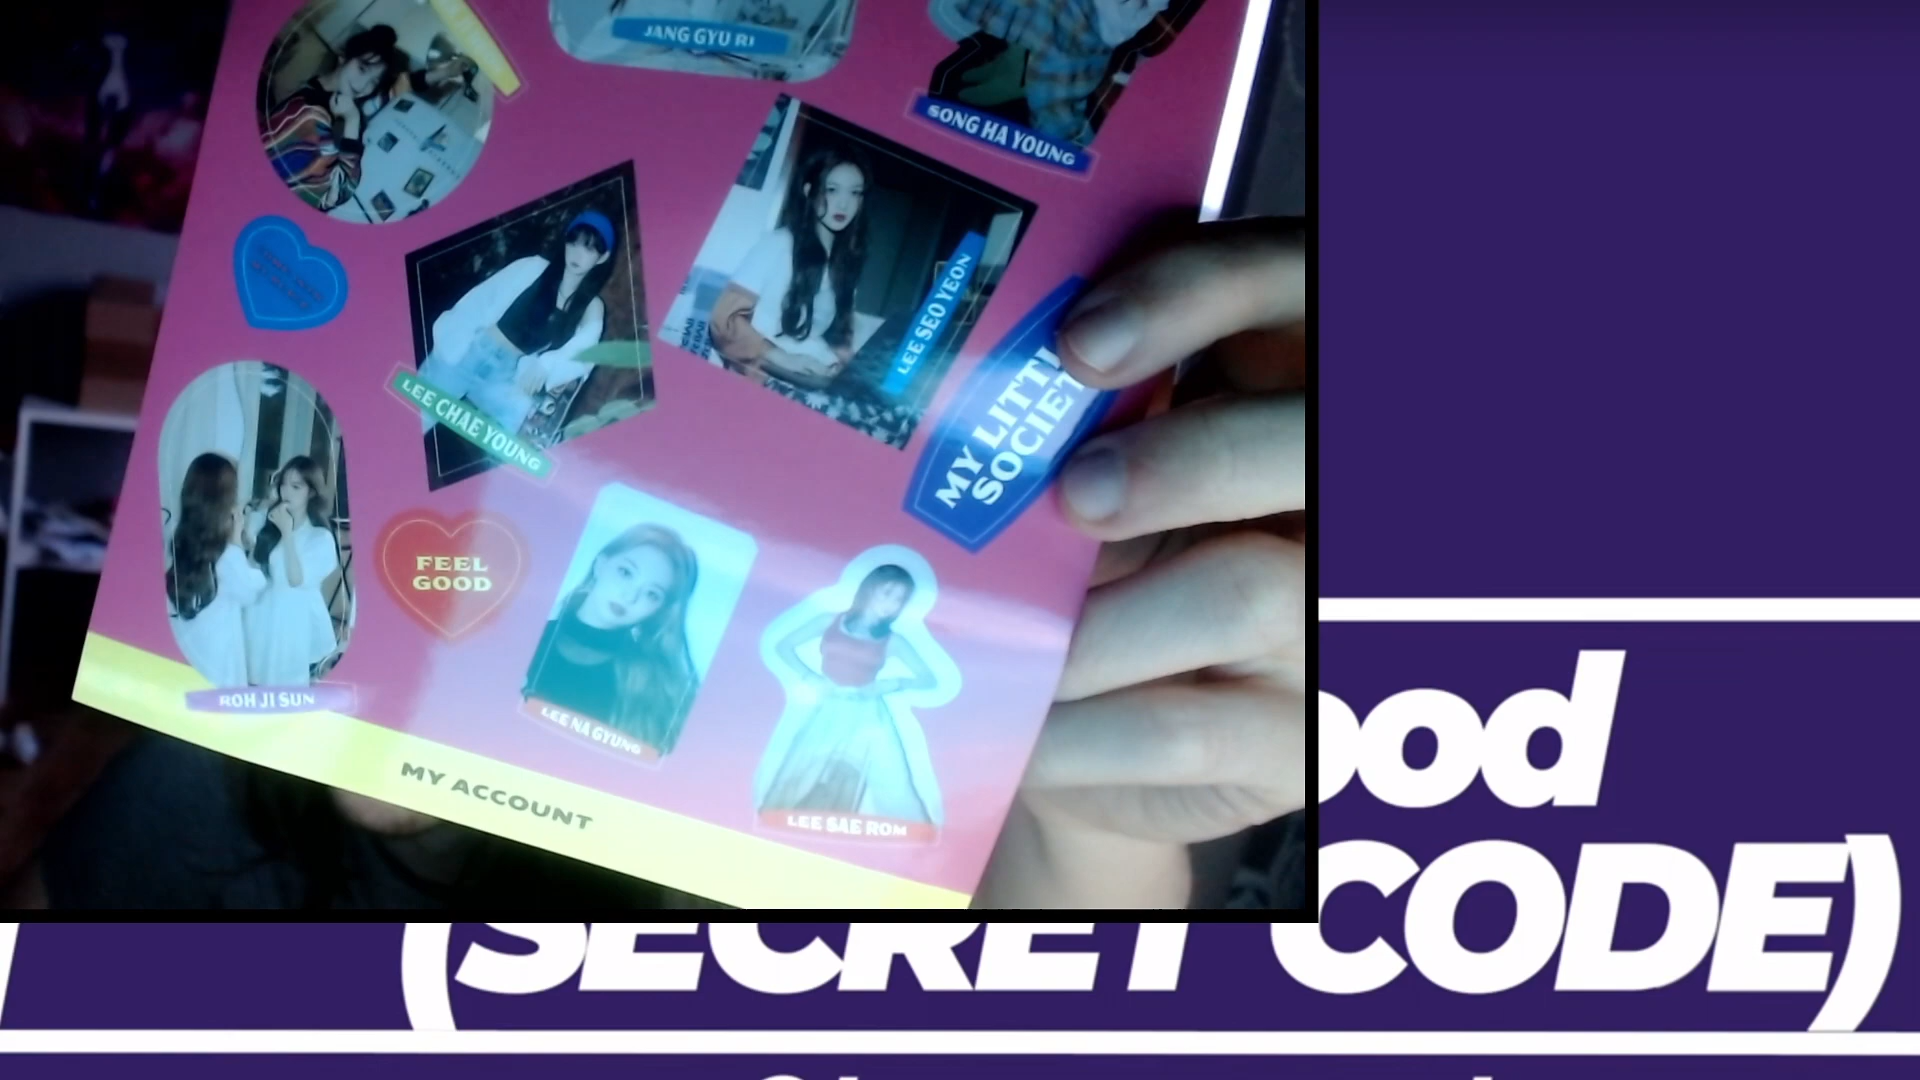 JANG GYU RI
SONG HA YOUNG
LEE SEO YEON
LEE CHAE YOUNG
MY LITTL
SOCIET
FEEL
GOOD
ROH JI SUN
LEE NA GYUNG
LEE SAE ROM
MY ACCOUNT
ood
(SECRET CODE)